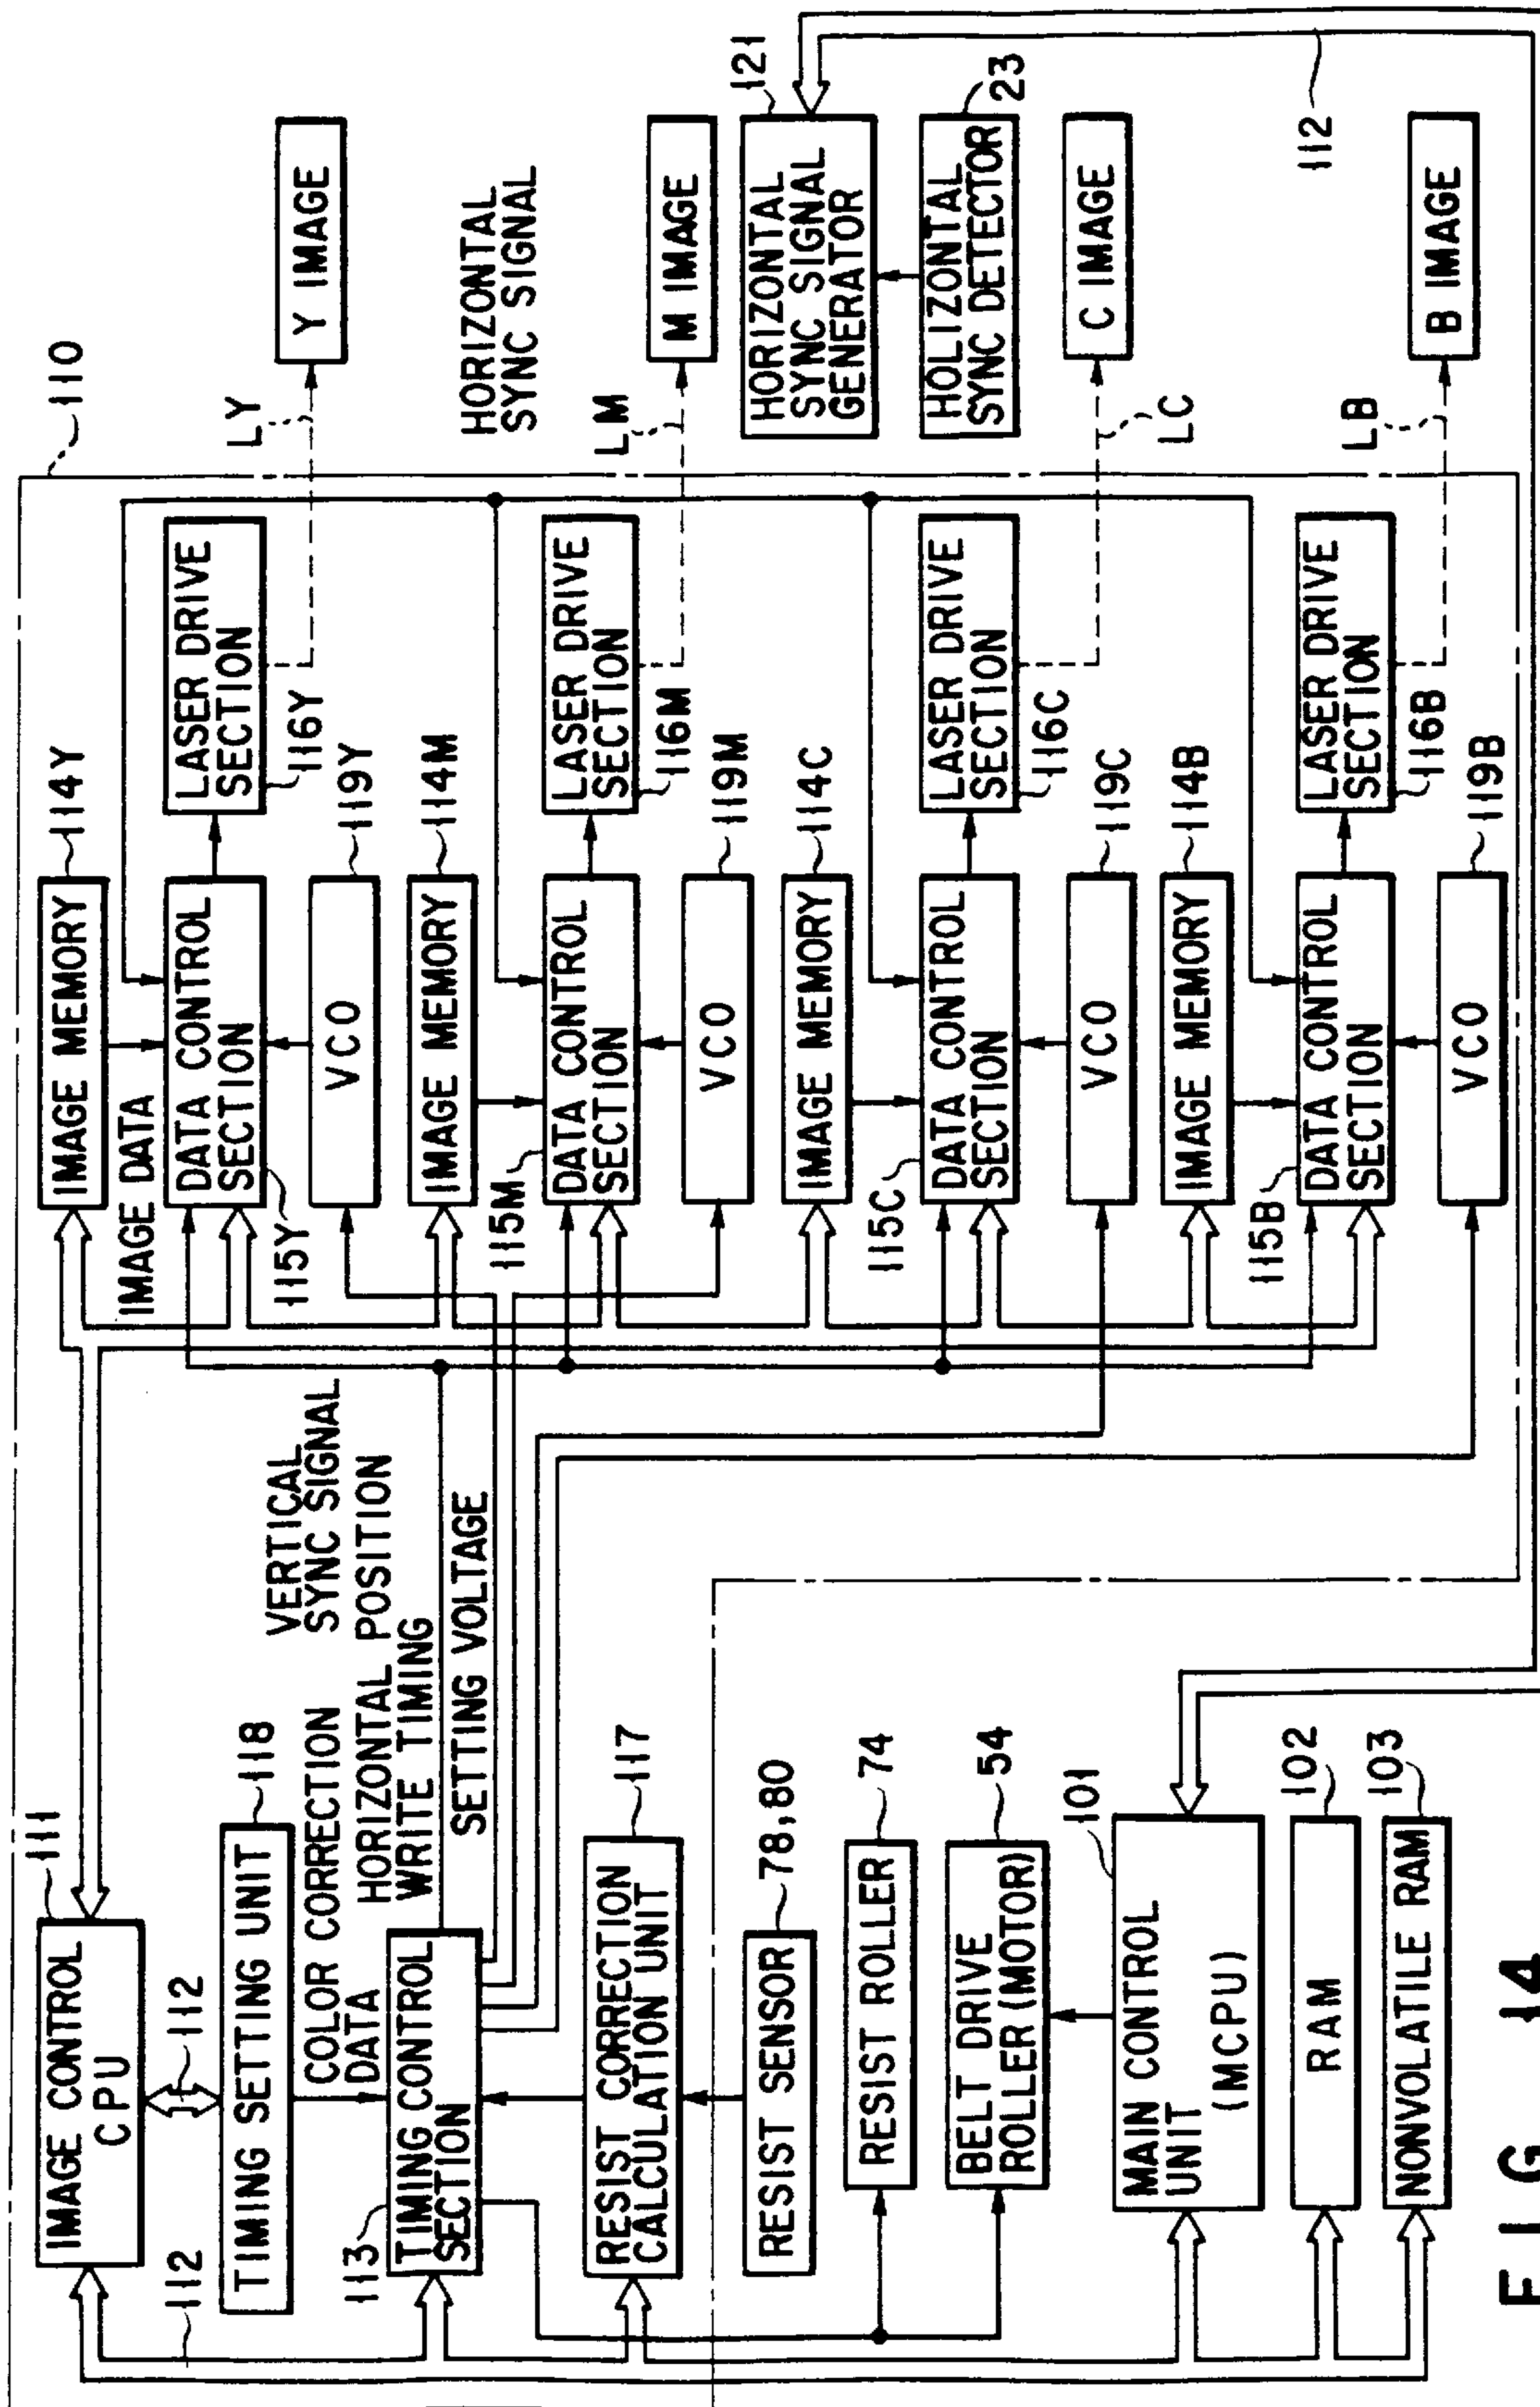 110
IMAGE CONTROL
CPU
111
112
112
TIMING SETTING UNIT
118
COLOR CORRECTION
DATA
113
TIMING CONTROL
SECTION
VERTICAL
SYNC SIGNAL
HORIZONTAL POSITION
WRITE TIMING
SETTING VOLTAGE
RESIST CORRECTION
CALCULATION UNIT
117
RESIST SENSOR
78,80
RESIST ROLLER
74
BELT DRIVE
ROLLER (MOTOR)
54
MAIN CONTROL
UNIT
(MCPU)
101
RAM
102
NONVOLATILE RAM
103
IMAGE MEMORY
114Y
IMAGE DATA
DATA CONTROL
SECTION
115Y
LASER DRIVE
SECTION
116Y
VCO
119Y
LY
Y IMAGE
IMAGE MEMORY
114M
115M
DATA CONTROL
SECTION
LASER DRIVE
SECTION
116M
VCO
119M
HORIZONTAL
SYNC SIGNAL
LM
M IMAGE
HORIZONTAL
SYNC SIGNAL
GENERATOR
121
HOLIZONTAL
SYNC DETECTOR
23
IMAGE MEMORY
114C
115C
DATA CONTROL
SECTION
LASER DRIVE
SECTION
116C
VCO
119C
LC
C IMAGE
IMAGE MEMORY
114B
115B
DATA CONTROL
SECTION
LASER DRIVE
SECTION
116B
VCO
119B
LB
B IMAGE
112
FIG. 14